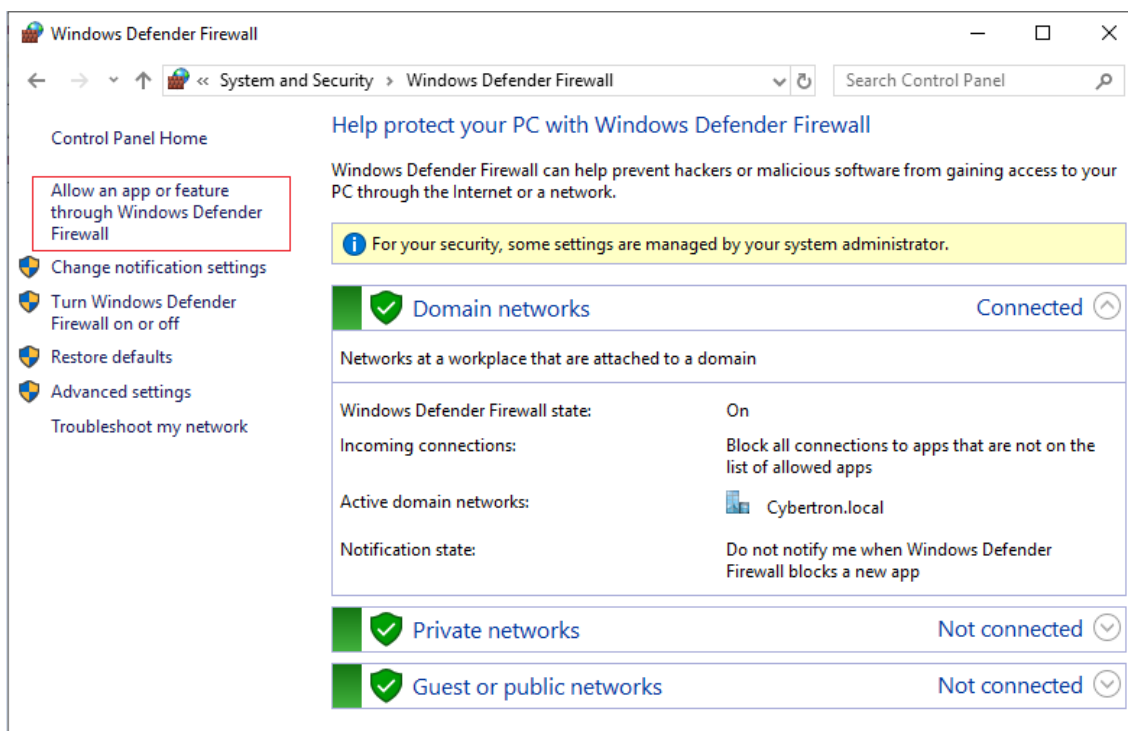 Windows Defender Firewall
« System and Security > Windows Defender Firewall
Search Control Panel
Control Panel Home
Allow an app or feature
through Windows Defender
Firewall
Change notification settings
Turn Windows Defender
Firewall on or off
Restore defaults
Advanced settings
Troubleshoot my network
Help protect your PC with Windows Defender Firewall
Windows Defender Firewall can help prevent hackers or malicious software from gaining access to your
PC through the Internet or a network.
For your security, some settings are managed by your system administrator.
Domain networks Connected
Networks at a workplace that are attached to a domain
Windows Defender Firewall state: On
Incoming connections: Block all connections to apps that are not on the
list of allowed apps
Active domain networks: Cybertron.local
Notification state: Do not notify me when Windows Defender
Firewall blocks a new app
Private networks Not connected
Guest or public networks Not connected